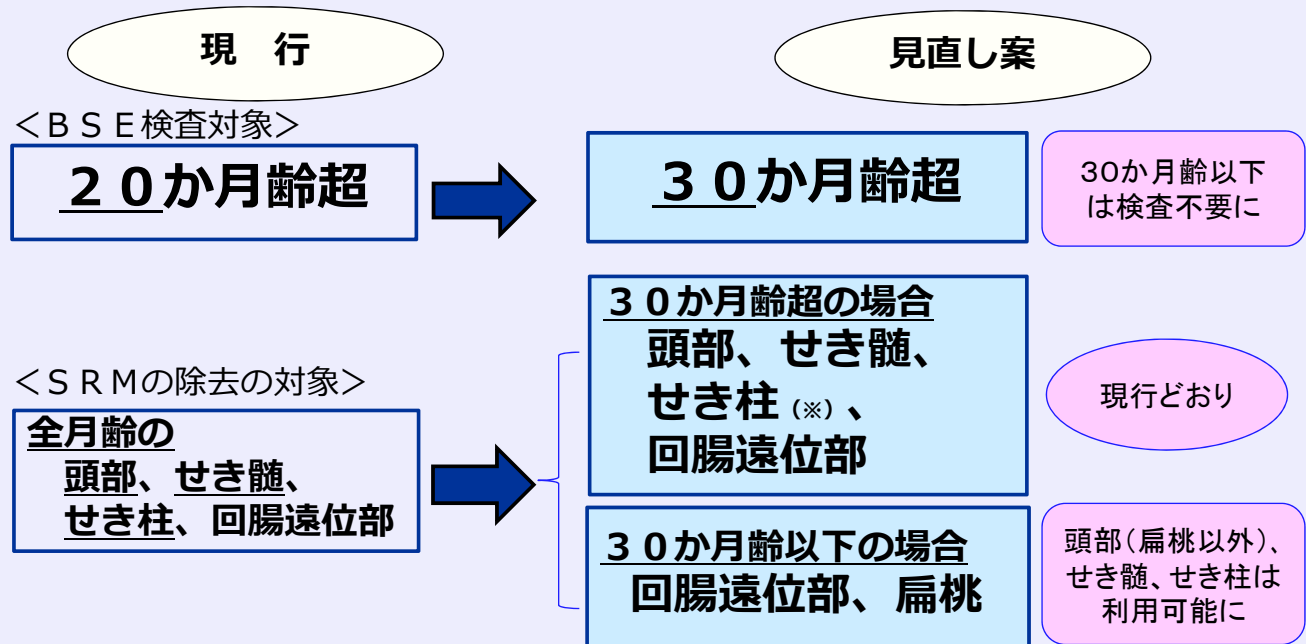 現 行
見直し案
＜ＢＳＥ検査対象＞
２０か月齢超
３０か月齢超
30か月齢以下
は検査不要に
＜ＳＲＭの除去の対象＞
全月齢の
頭部、せき髄、
せき柱、回腸遠位部
３０か月齢超の場合
頭部、せき髄、
せき柱（※）、
回腸遠位部
現行どおり
３０か月齢以下の場合
回腸遠位部、扁桃
頭部（扁桃以外）、
せき髄、せき柱は
利用可能に